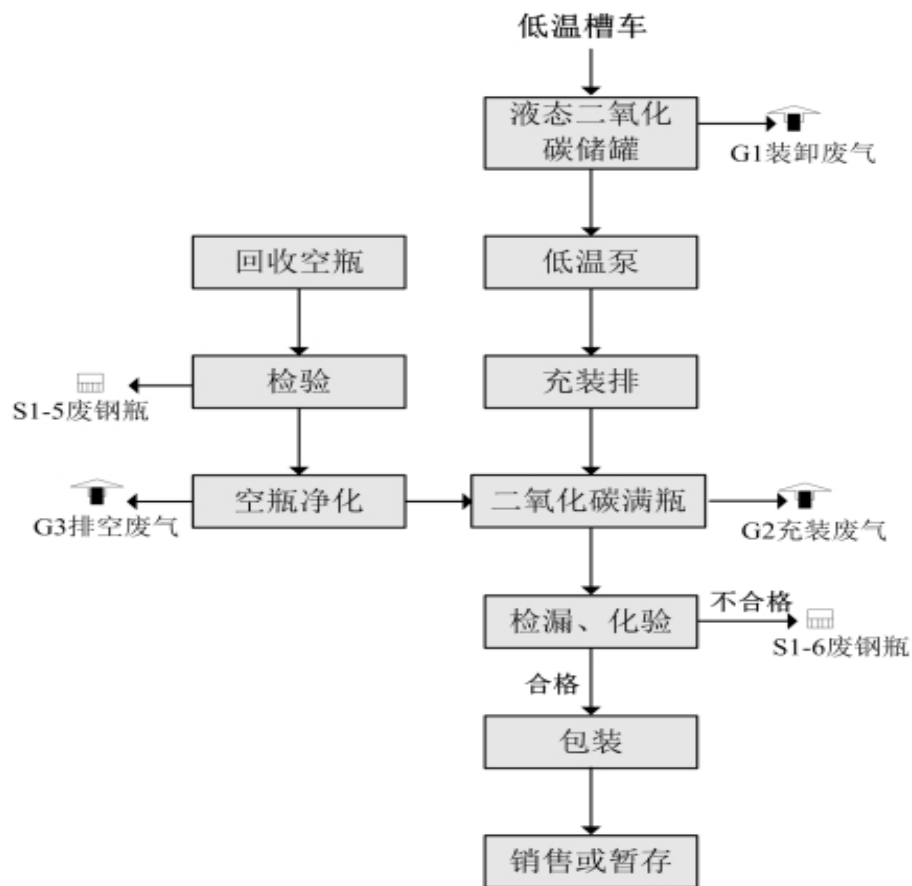 低温槽车
液态二氧化
碳储罐
G1装卸废气
回收空瓶
低温泵
检验
充装排
S1-5废钢瓶
空瓶净化
二氧化碳满瓶
G3排空废气
G2充装废气
检漏、化验
不合格
S1-6废钢瓶
合格
包装
销售或暂存